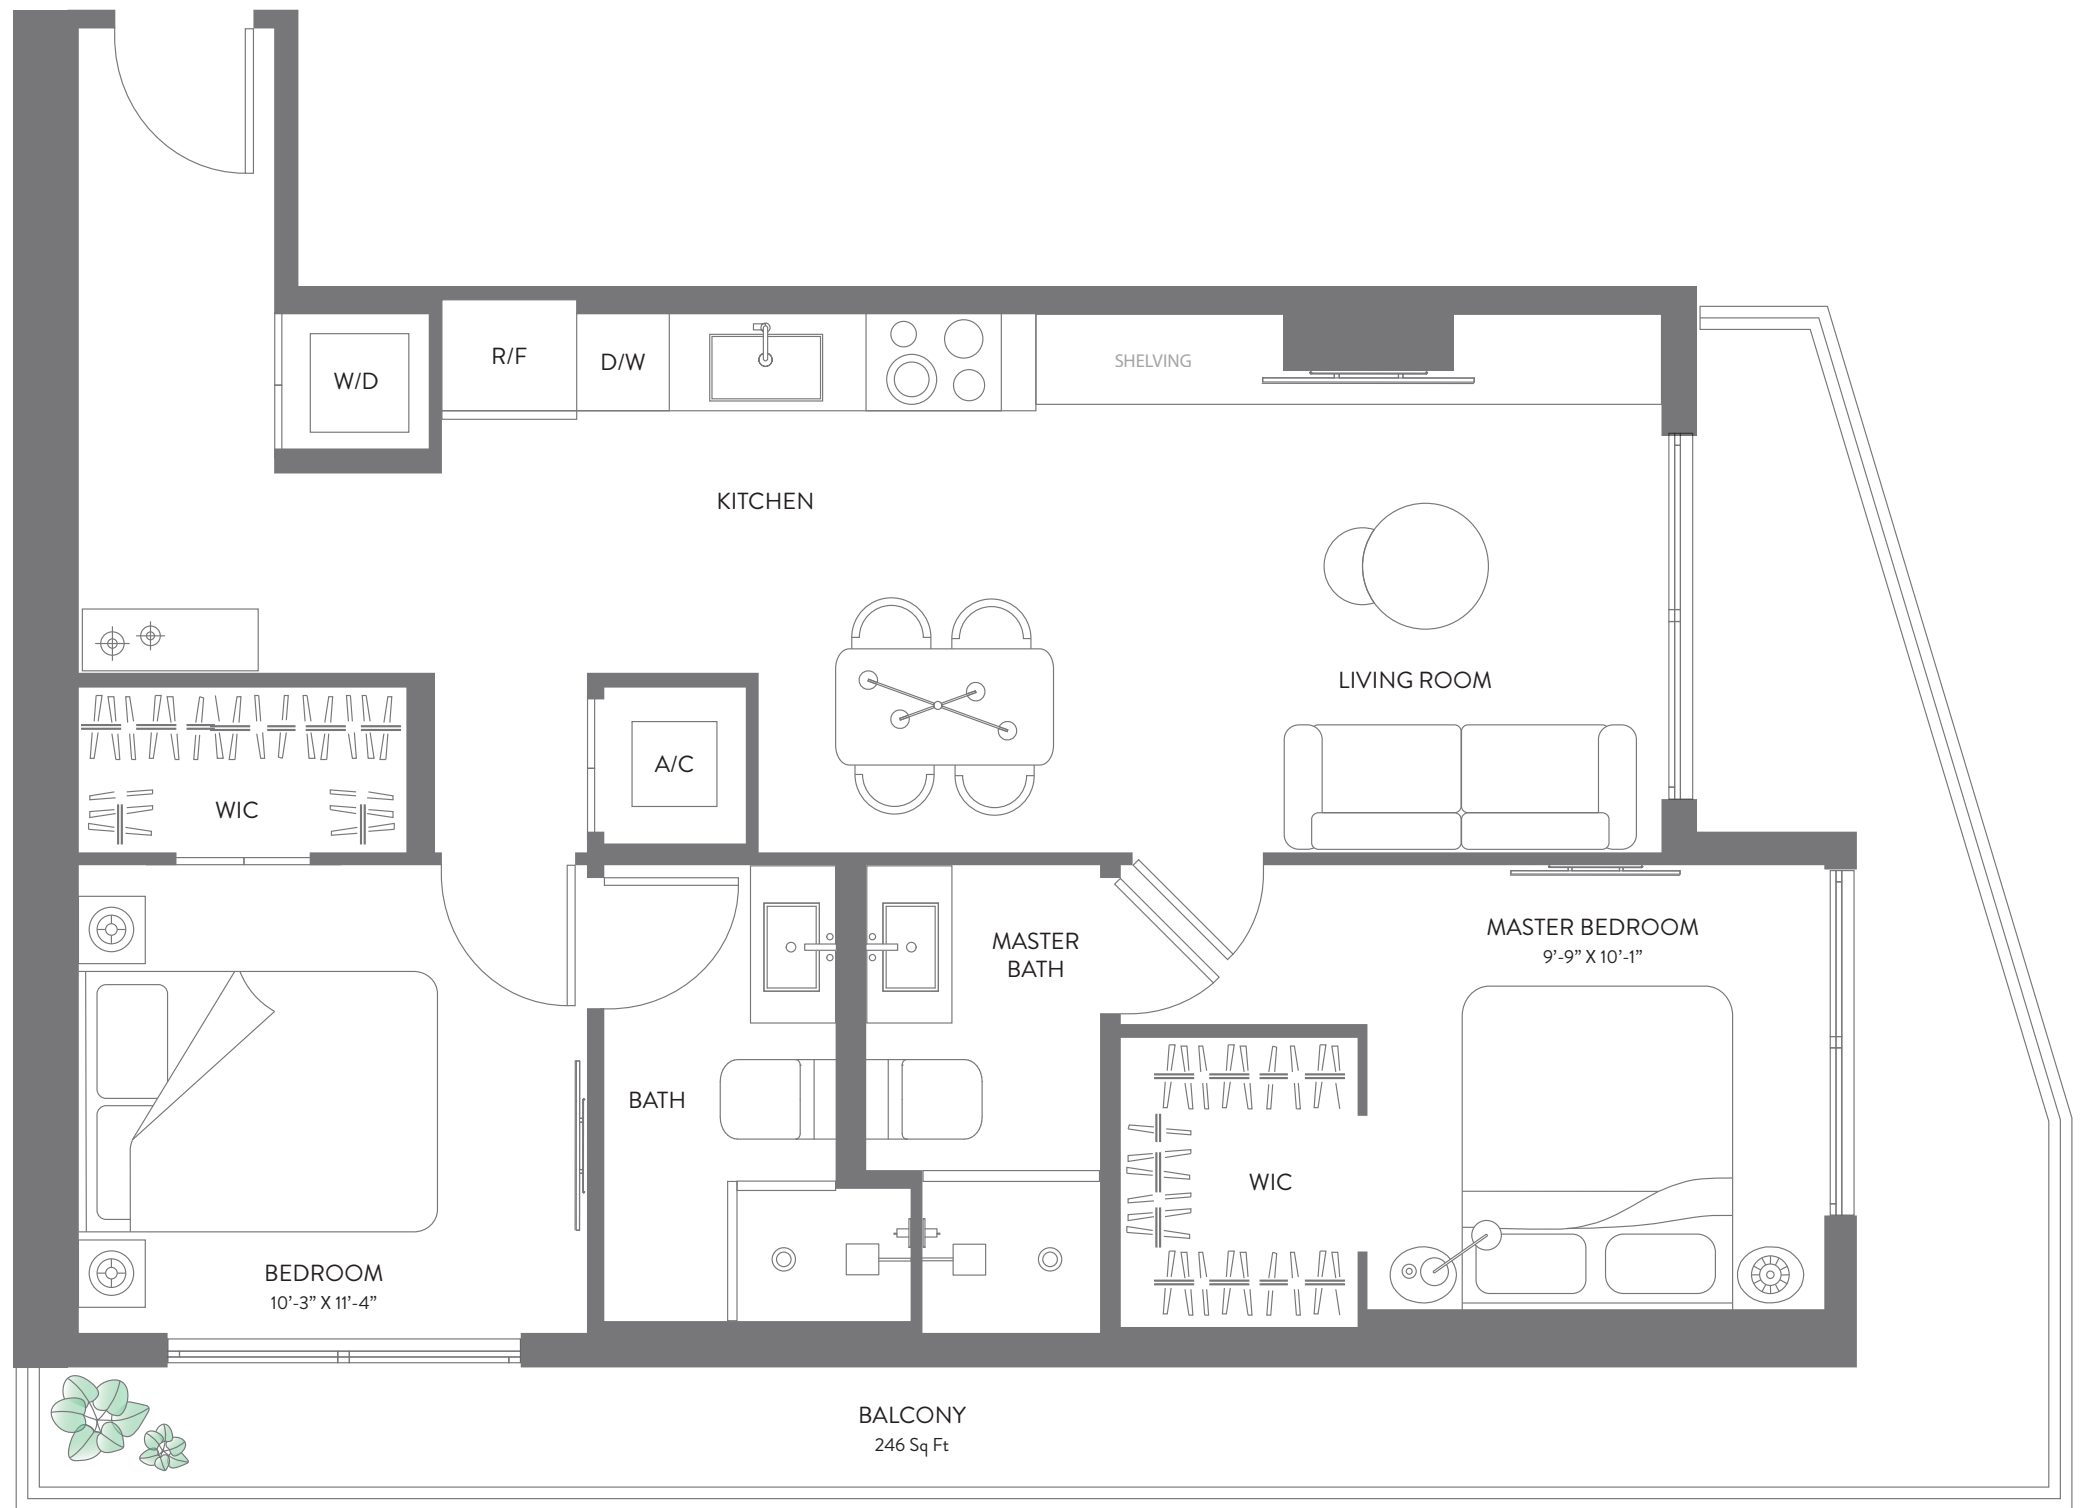 R/F
D/W
W/D
SHELVING
KITCHEN
LIVING ROOM
A/C
WIC
MASTER
BATH
MASTER BEDROOM
9’-9” X 10’-1”
BATH
WIC
BEDROOM
10’-3” X 11’-4”
BALCONY
246 Sq Ft